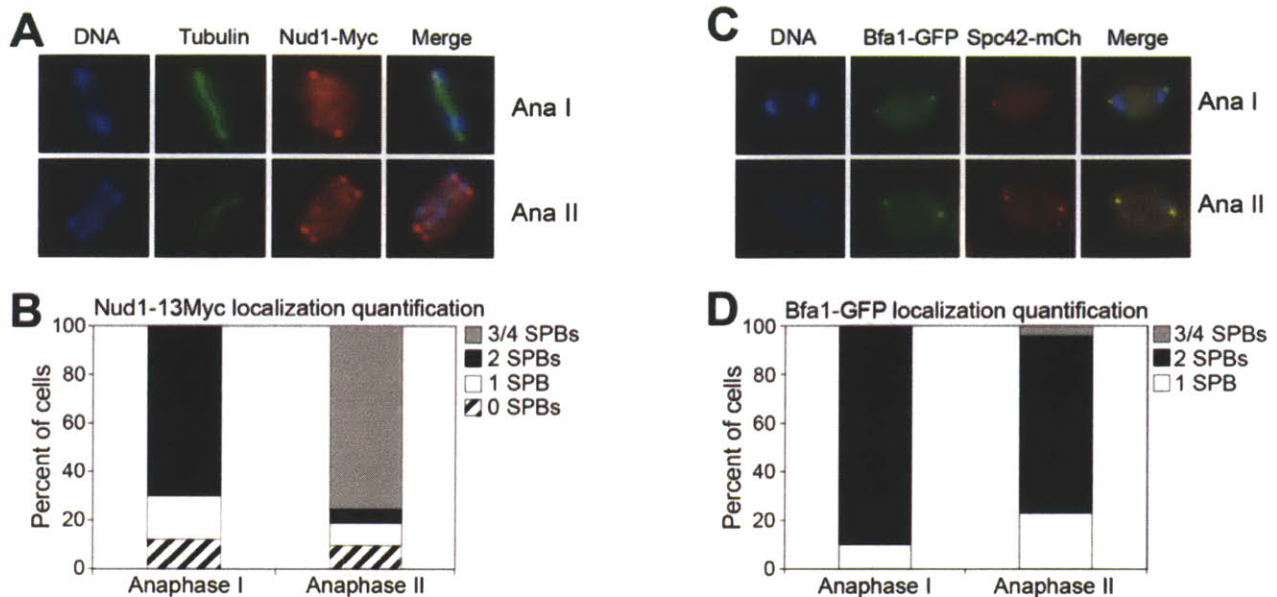 A
DNA Tubulin Nud1-Myc Merge
Ana I
Ana II
B
Nud1-13Myc localization quantification
Percent of cells
100
80
60
40
20
0
3/4 SPBs
2 SPBs
1 SPB
0 SPBs
Anaphase I Anaphase II
C
DNA Bfa1-GFP Spc42-mCh Merge
Ana I
Ana II
D
Bfa1-GFP localization quantification
Percent of cells
100
80
60
40
20
0
3/4 SPBs
2 SPBs
1 SPB
Anaphase I Anaphase II